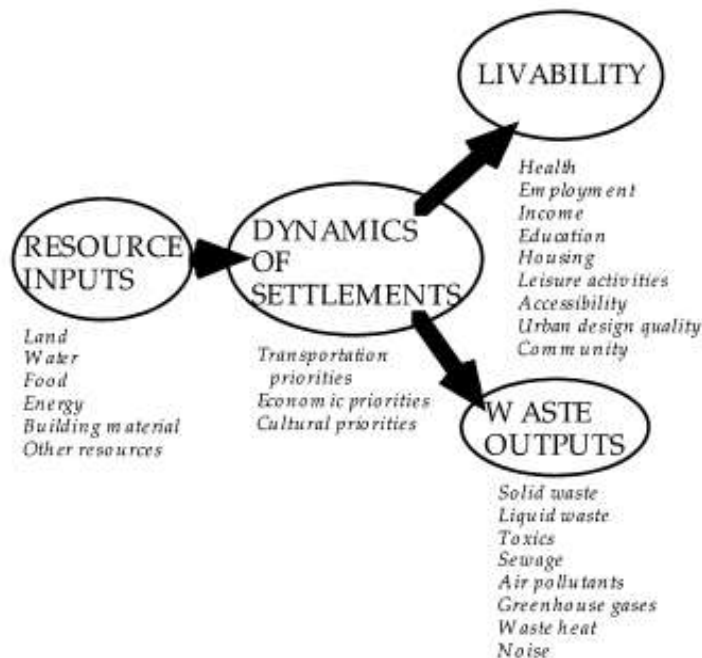 LIVABILITY
Health
Employment
Income
Education
Housing
Leisure activities
Accessibility
Urban design quality
Community
RESOURCE
INPUTS
Land
Water
Food
Energy
Building material
Other resources
DYNAMICS
OF
SETTLEMENTS
Transportation
priorities
Economic priorities
Cultural priorities
WASTE
OUTPUTS
Solid waste
Liquid waste
Toxics
Sewage
Air pollutants
Greenhouse gases
Waste heat
Noise